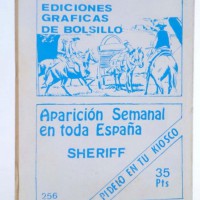 EDICIONES
GRAFICAS
DE BOLSILLO
Aparición Semanal
en toda España
SHERIFF
PIDELO EN TU KIOSCO
35
Pts
256